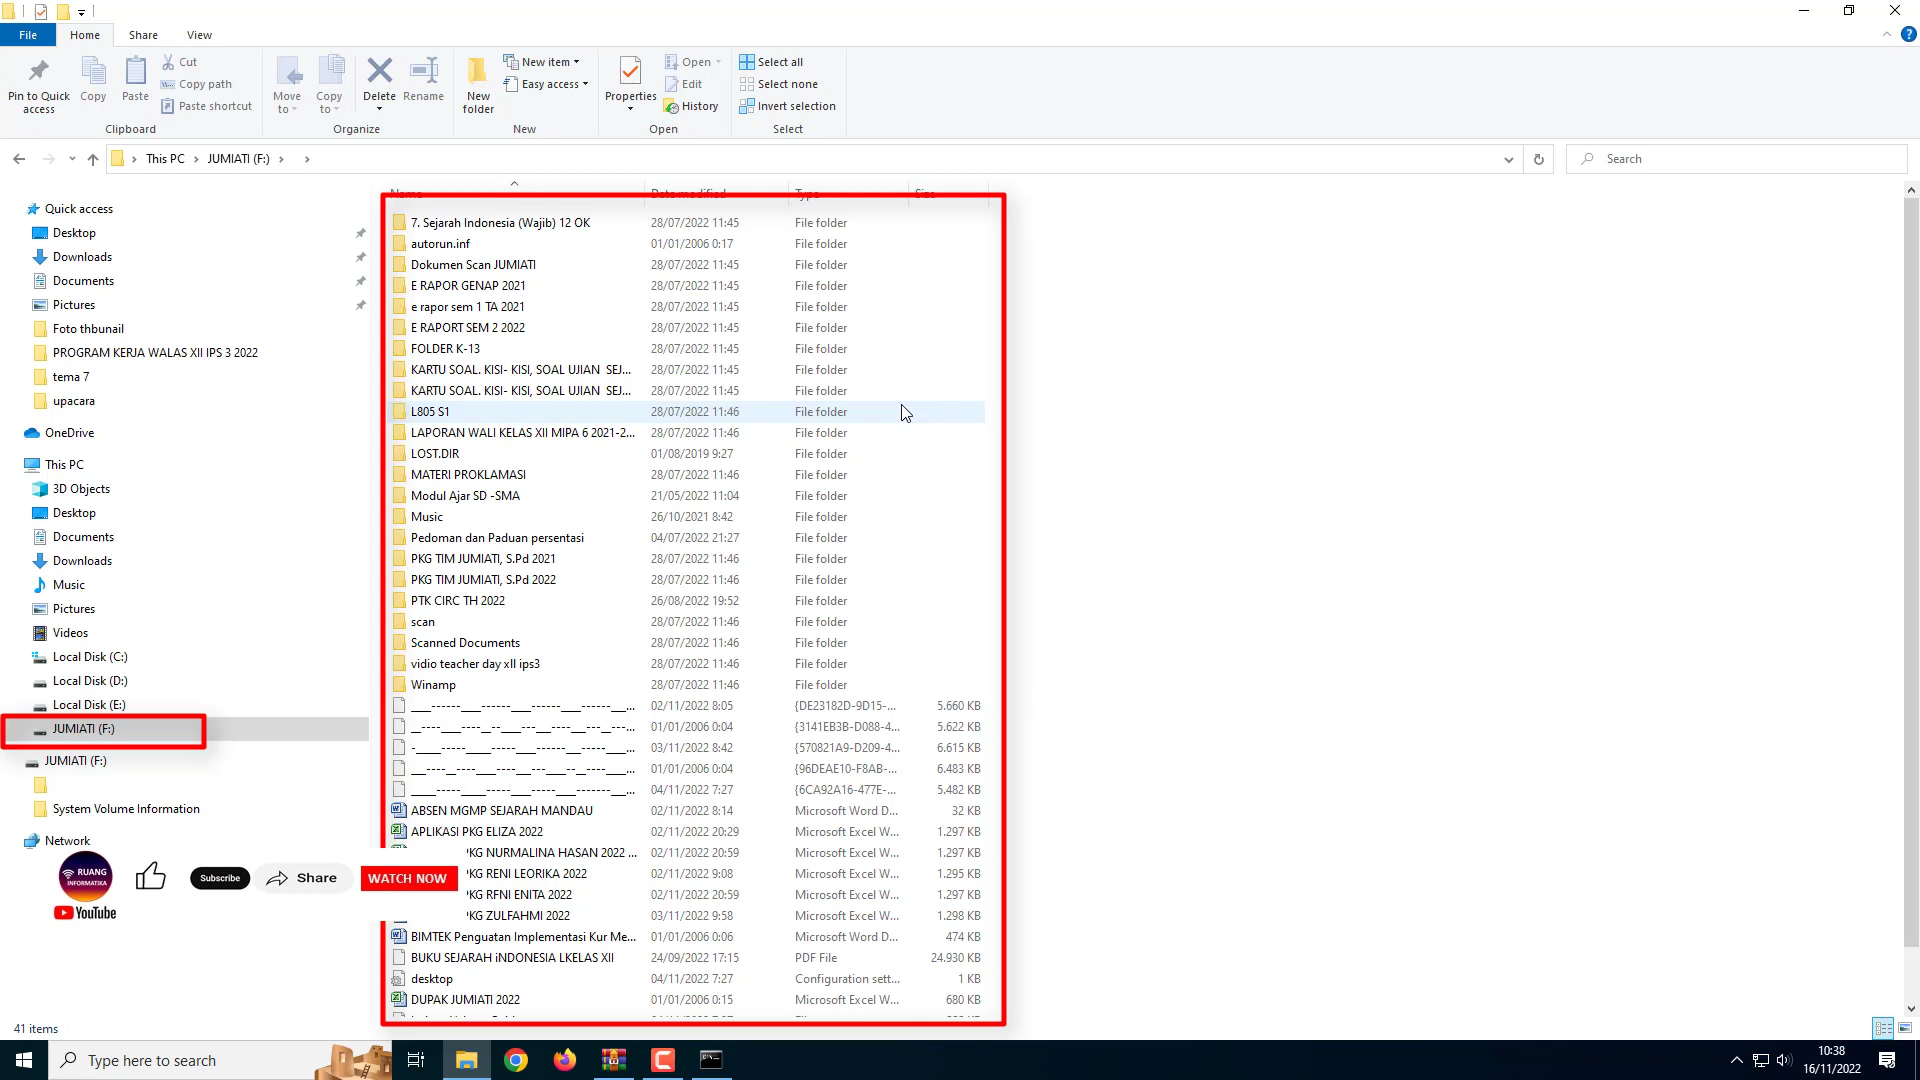 File Home Share View
Pin to Quick access
Copy
Paste
Cut
Copy path
Paste shortcut
Clipboard
Move to
Copy to
Delete
Rename
Organize
New folder
New item
Easy access
New
Properties
Open
Edit
History
Open
Select all
Select none
Invert selection
Select
This PC › JUMIATI (F:) ›
Search
Quick access
Desktop
Downloads
Documents
Pictures
Foto thbunail
PROGRAM KERJA WALAS XII IPS 3 2022
tema 7
upacara
OneDrive
This PC
3D Objects
Desktop
Documents
Downloads
Music
Pictures
Videos
Local Disk (C:)
Local Disk (D:)
Local Disk (E:)
JUMIATI (F:)
JUMIATI (F:)
System Volume Information
Network
Name Date modified Type Size
7. Sejarah Indonesia (Wajib) 12 OK 28/07/2022 11:45 File folder
autorun.inf 01/01/2006 0:17 File folder
Dokumen Scan JUMIATI 28/07/2022 11:45 File folder
E RAPOR GENAP 2021 28/07/2022 11:45 File folder
e rapor sem 1 TA 2021 28/07/2022 11:45 File folder
E RAPORT SEM 2 2022 28/07/2022 11:45 File folder
FOLDER K-13 28/07/2022 11:45 File folder
KARTU SOAL. KISI- KISI, SOAL UJIAN SEJ... 28/07/2022 11:45 File folder
KARTU SOAL. KISI- KISI, SOAL UJIAN SEJ... 28/07/2022 11:45 File folder
L805 S1 28/07/2022 11:46 File folder
LAPORAN WALI KELAS XII MIPA 6 2021-2... 28/07/2022 11:46 File folder
LOST.DIR 01/08/2019 9:27 File folder
MATERI PROKLAMASI 28/07/2022 11:46 File folder
Modul Ajar SD -SMA 21/05/2022 11:04 File folder
Music 26/10/2021 8:42 File folder
Pedoman dan Paduan persentasi 04/07/2022 21:27 File folder
PKG TIM JUMIATI, S.Pd 2021 28/07/2022 11:46 File folder
PKG TIM JUMIATI, S.Pd 2022 28/07/2022 11:46 File folder
PTK CIRC TH 2022 26/08/2022 19:52 File folder
scan 28/07/2022 11:46 File folder
Scanned Documents 28/07/2022 11:46 File folder
vidio teacher day xII ips3 28/07/2022 11:46 File folder
Winamp 28/07/2022 11:46 File folder
___------___------___------___------___... 02/11/2022 8:05 {DE23182D-9D15-... 5.660 KB
01/01/2006 0:04 {3141EB3B-D088-4... 5.622 KB
03/11/2022 8:42 {570821A9-D209-4... 6.615 KB
01/01/2006 0:04 {96DEAE10-F8AB-... 6.483 KB
04/11/2022 7:27 {6CA92A16-477E-... 5.482 KB
ABSEN MGMP SEJARAH MANDAU 02/11/2022 8:14 Microsoft Word D... 32 KB
APLIKASI PKG ELIZA 2022 02/11/2022 20:29 Microsoft Excel W... 1.297 KB
PKG NURMALINA HASAN 2022 ... 02/11/2022 20:59 Microsoft Excel W... 1.297 KB
PKG RENI LEORIKA 2022 02/11/2022 9:08 Microsoft Excel W... 1.295 KB
PKG RFNI ENITA 2022 02/11/2022 20:59 Microsoft Excel W... 1.297 KB
PKG ZULFAHMI 2022 03/11/2022 9:58 Microsoft Excel W... 1.298 KB
BIMTEK Penguatan Implementasi Kur Me... 01/01/2006 0:06 Microsoft Word D... 474 KB
BUKU SEJARAH iNDONESIA LKELAS XII 24/09/2022 17:15 PDF File 24.930 KB
desktop 04/11/2022 7:27 Configuration sett... 1 KB
DUPAK JUMIATI 2022 01/01/2006 0:15 Microsoft Excel W... 680 KB
RUANG
INFORMATIKA
YouTube
Subscribe
Share
WATCH NOW
41 items
Type here to search
10:38
16/11/2022